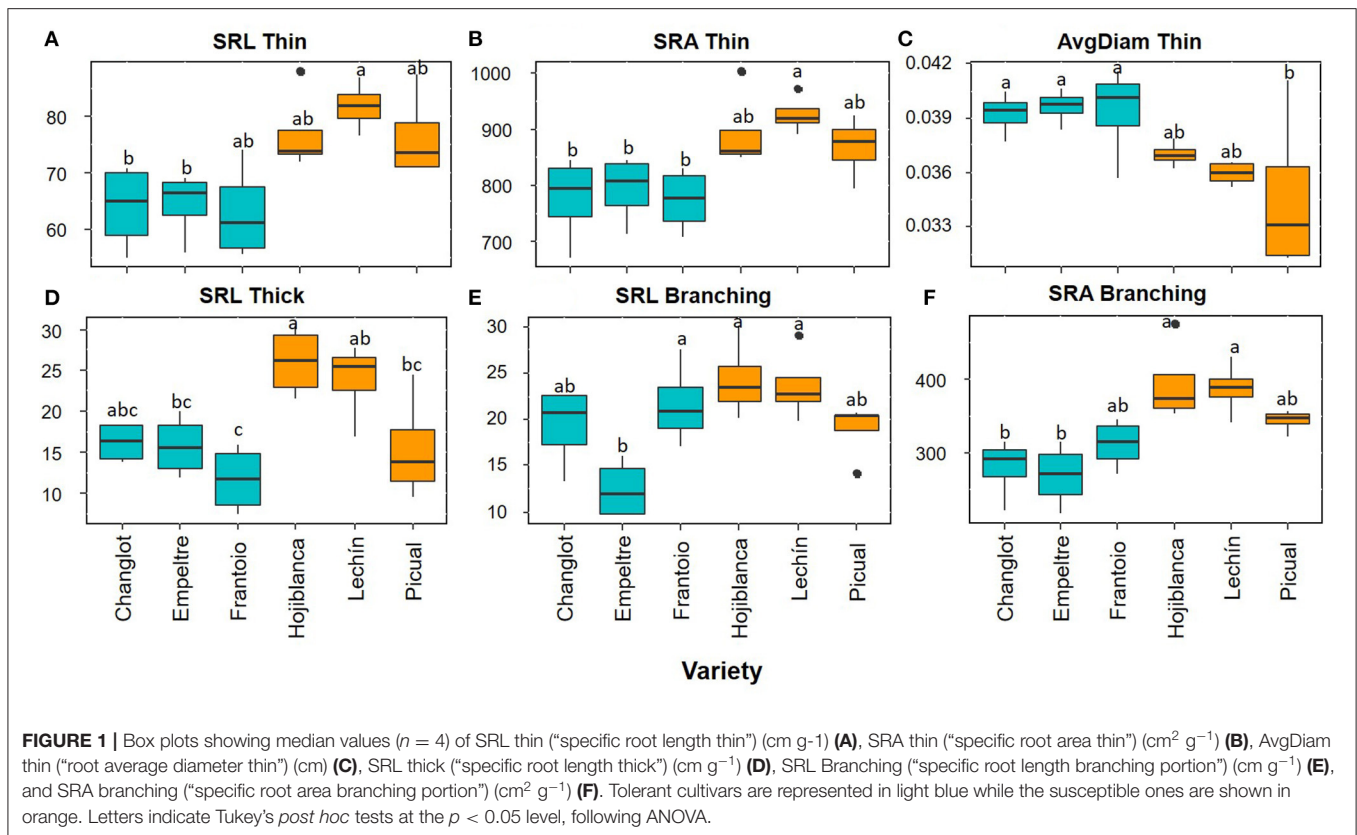 A SRL Thin
B SRA Thin
C AvgDiam Thin
80
70
60
b b b ab a ab
1000
900
800
700
b b b ab a ab
0.042
0.039
0.036
0.033
a a a ab ab b
D SRL Thick
E SRL Branching
F SRA Branching
30
25
20
15
10
abc bc c a ab bc
30
25
20
15
10
ab b a a a ab
400
300
b b ab a a ab
Changlot Empeltre Frantoio Hojiblanca Lechín Picual
Changlot Empeltre Frantoio Hojiblanca Lechín Picual
Changlot Empeltre Frantoio Hojiblanca Lechín Picual
Variety
FIGURE 1 | Box plots showing median values (n = 4) of SRL thin (“specific root length thin”) (cm g-1) (A), SRA thin (“specific root area thin”) (cm² g⁻¹) (B), AvgDiam
thin (“root average diameter thin”) (cm) (C), SRL thick (“specific root length thick”) (cm g⁻¹) (D), SRL Branching (“specific root length branching portion”) (cm g⁻¹) (E),
and SRA branching (“specific root area branching portion”) (cm² g⁻¹) (F). Tolerant cultivars are represented in light blue while the susceptible ones are shown in
orange. Letters indicate Tukey’s post hoc tests at the p < 0.05 level, following ANOVA.